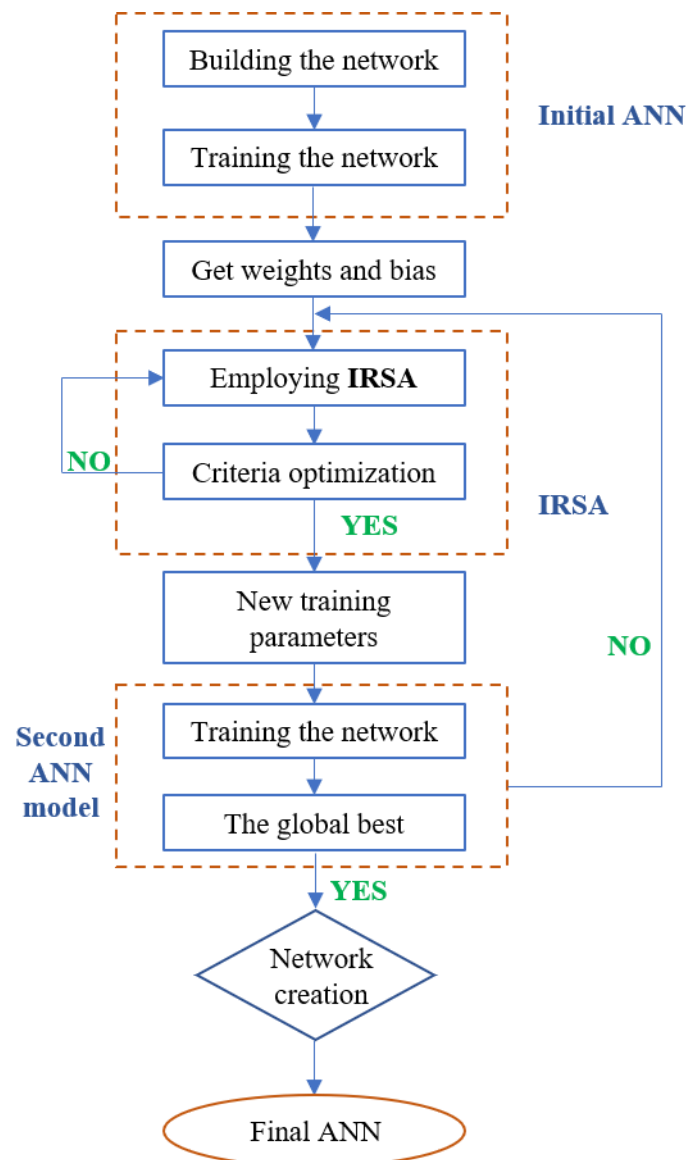 Building the network
Initial ANN
Training the network
Get weights and bias
Employing IRSA
NO
Criteria optimization
IRSA
YES
New training
parameters
NO
Training the network
Second
ANN
model
The global best
YES
Network
creation
Final ANN